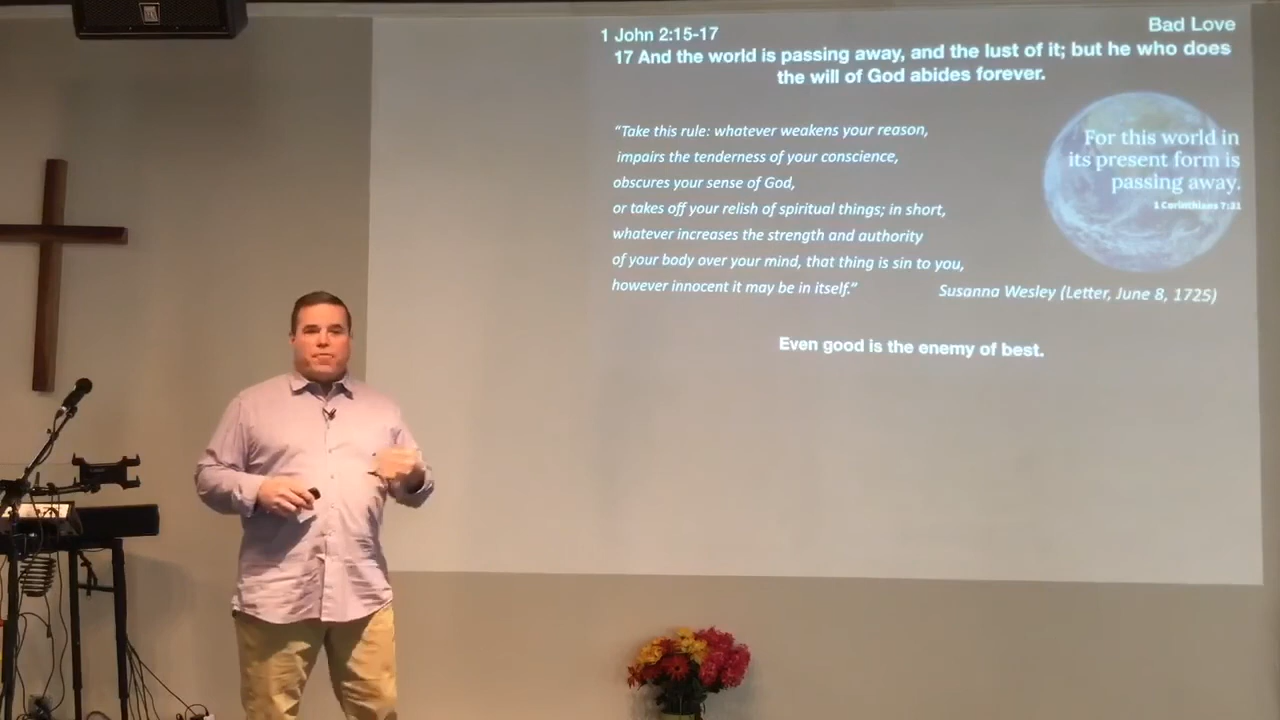 1 John 2:15-17
Bad Love
17 And the world is passing away, and the lust of it; but he who does
the will of God abides forever.
“Take this rule: whatever weakens your reason,
impairs the tenderness of your conscience,
obscures your sense of God,
or takes off your relish of spiritual things; in short,
whatever increases the strength and authority
of your body over your mind, that thing is sin to you,
however innocent it may be in itself.”
Susanna Wesley (Letter, June 8, 1725)
For this world in
its present form is
passing away.
1 Corinthians 7:31
Even good is the enemy of best.